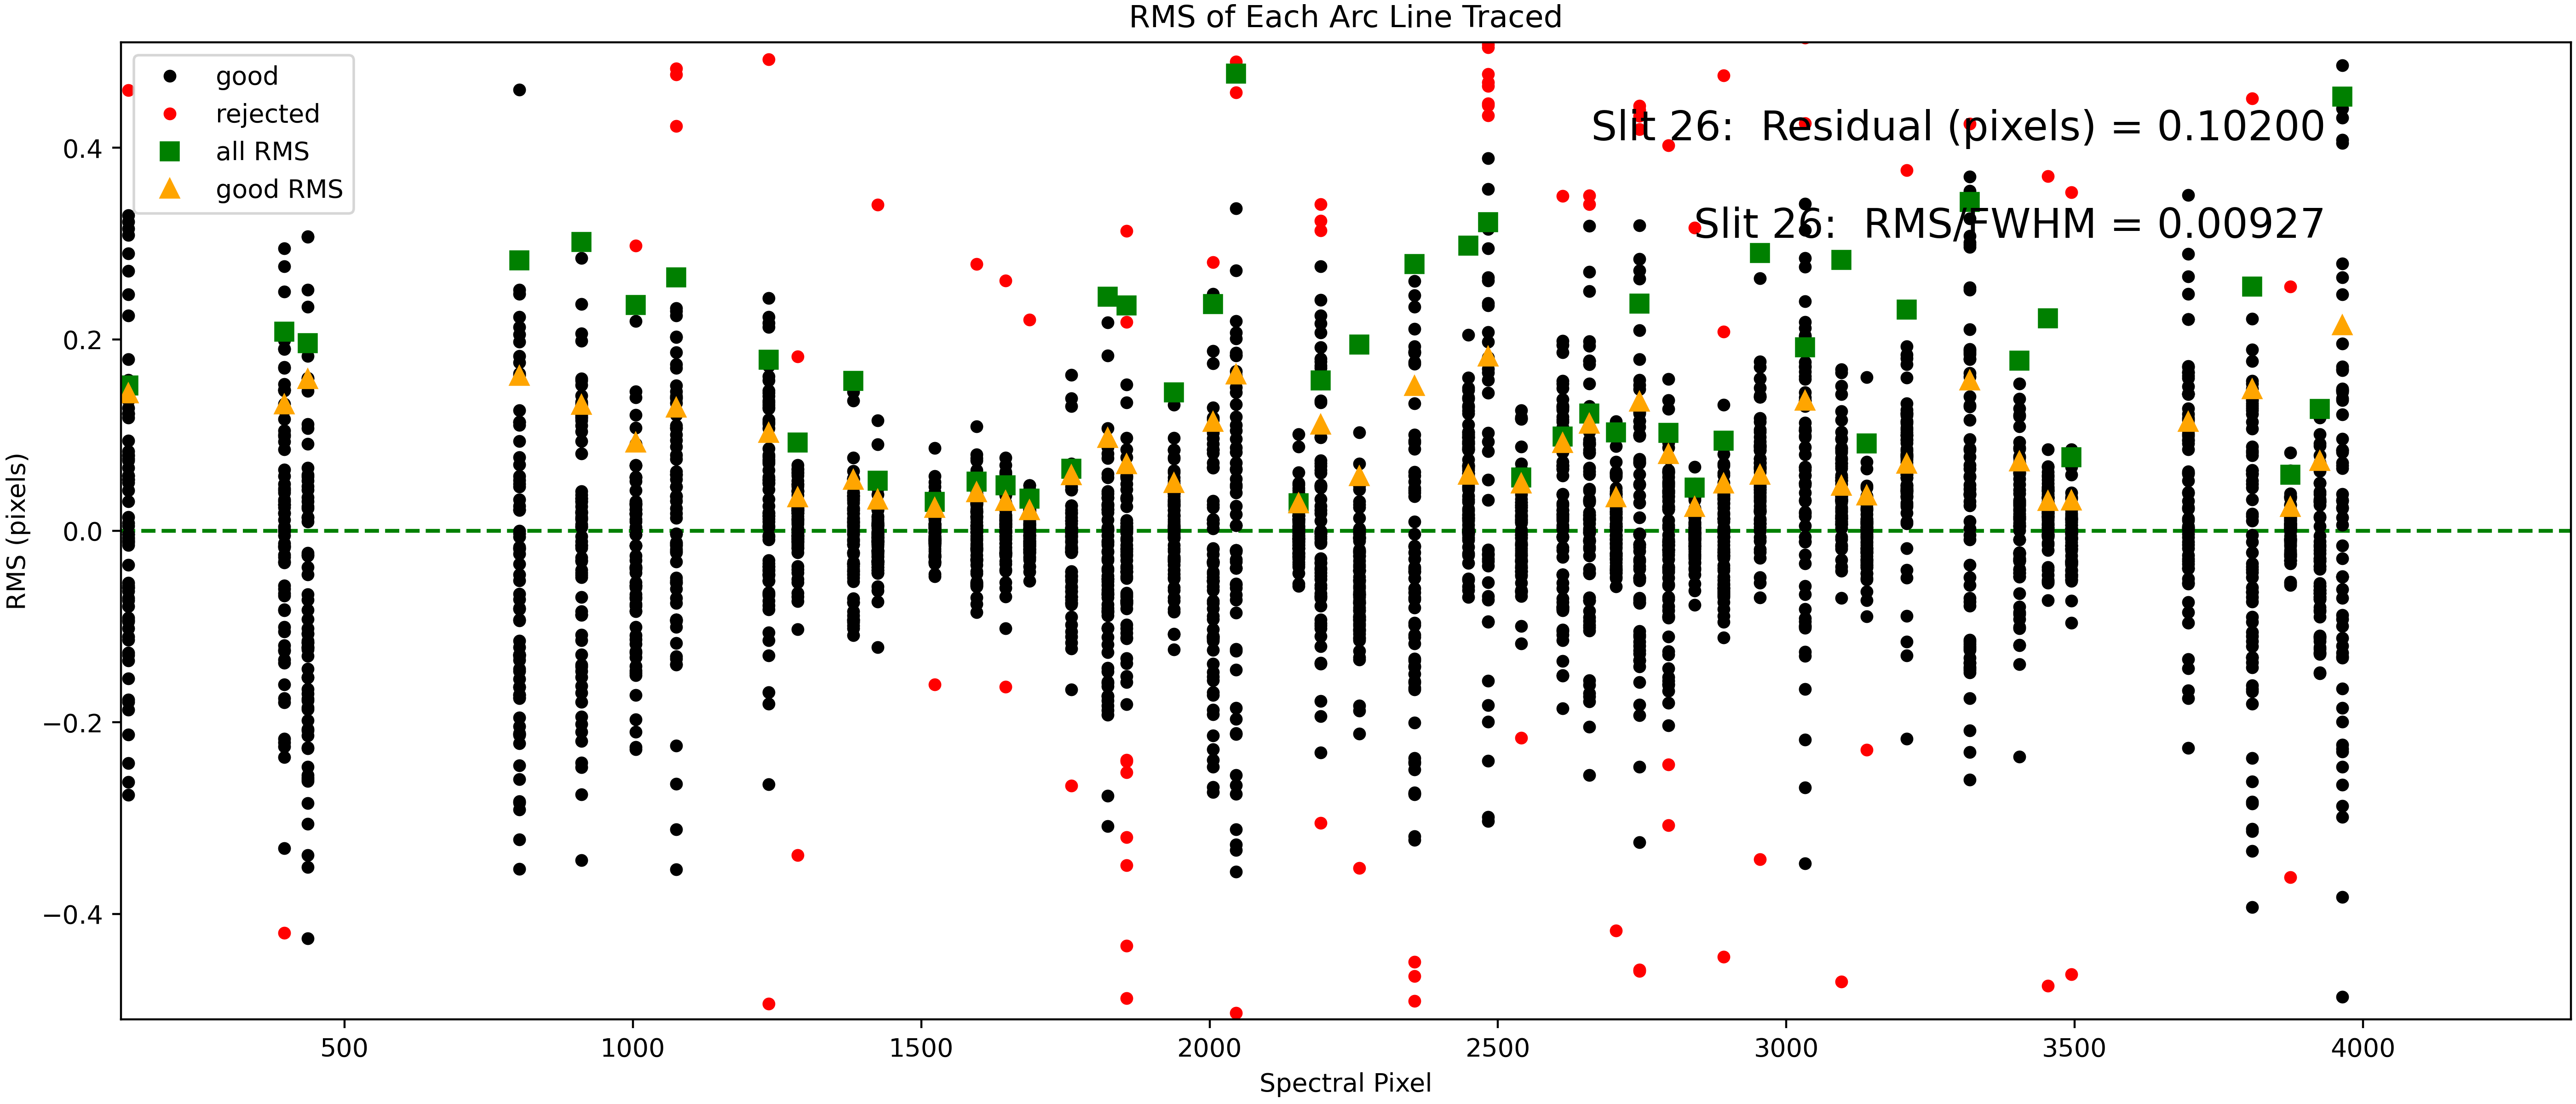 RMS of Each Arc Line Traced
good
rejected
all RMS
good RMS
Slit 26:  Residual (pixels) = 0.10200
Slit 26:  RMS/FWHM = 0.00927
RMS (pixels)
0.4
0.2
0.0
−0.2
−0.4
500 1000 1500 2000 2500 3000 3500 4000
Spectral Pixel